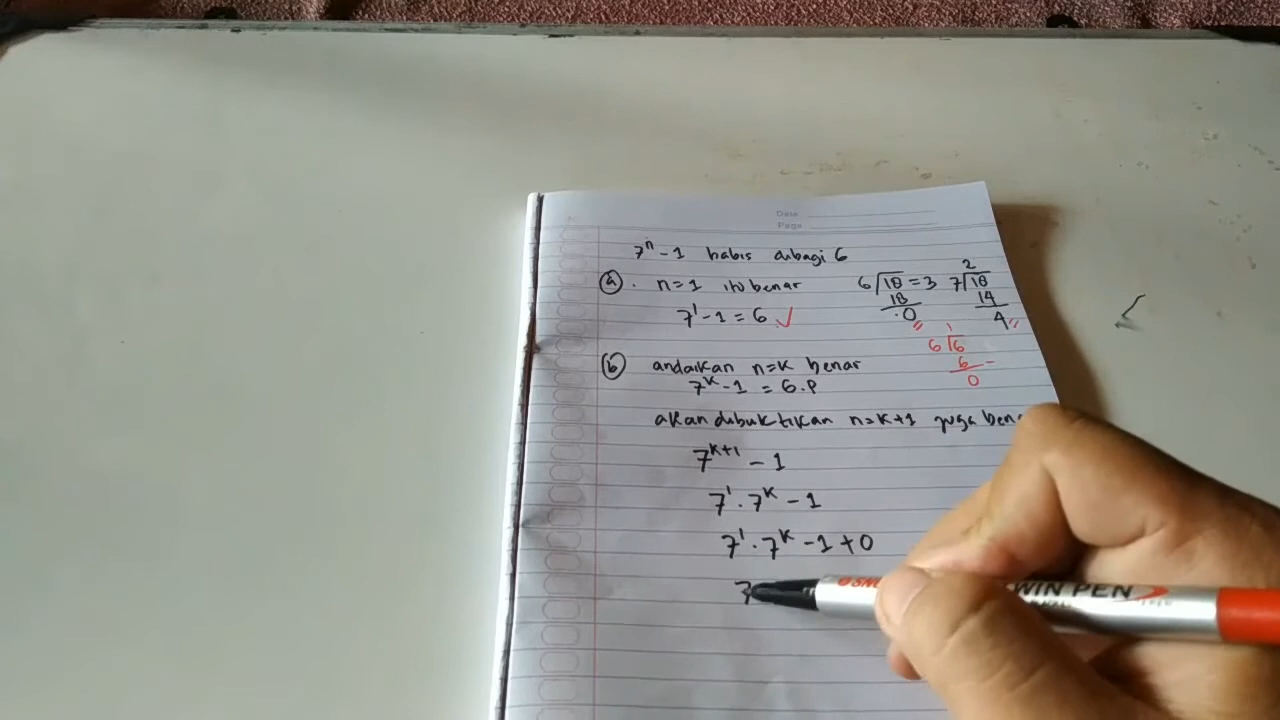 Date
Page
7ⁿ - 1 habis dibagi 6
(a). n = 1 itu benar
7¹ - 1 = 6 ✓
6 √18 = 3
18
0
2
7 √18
14
4
1
6 √6
6 -
0
(b) andaikan n = k benar
7ᵏ - 1 = 6.P
akan dibuktikan n = k+1 juga ben
7ᵏ⁺¹ - 1
7¹ . 7ᵏ - 1
7¹ . 7ᵏ - 1 + 0
7
WIN PEN